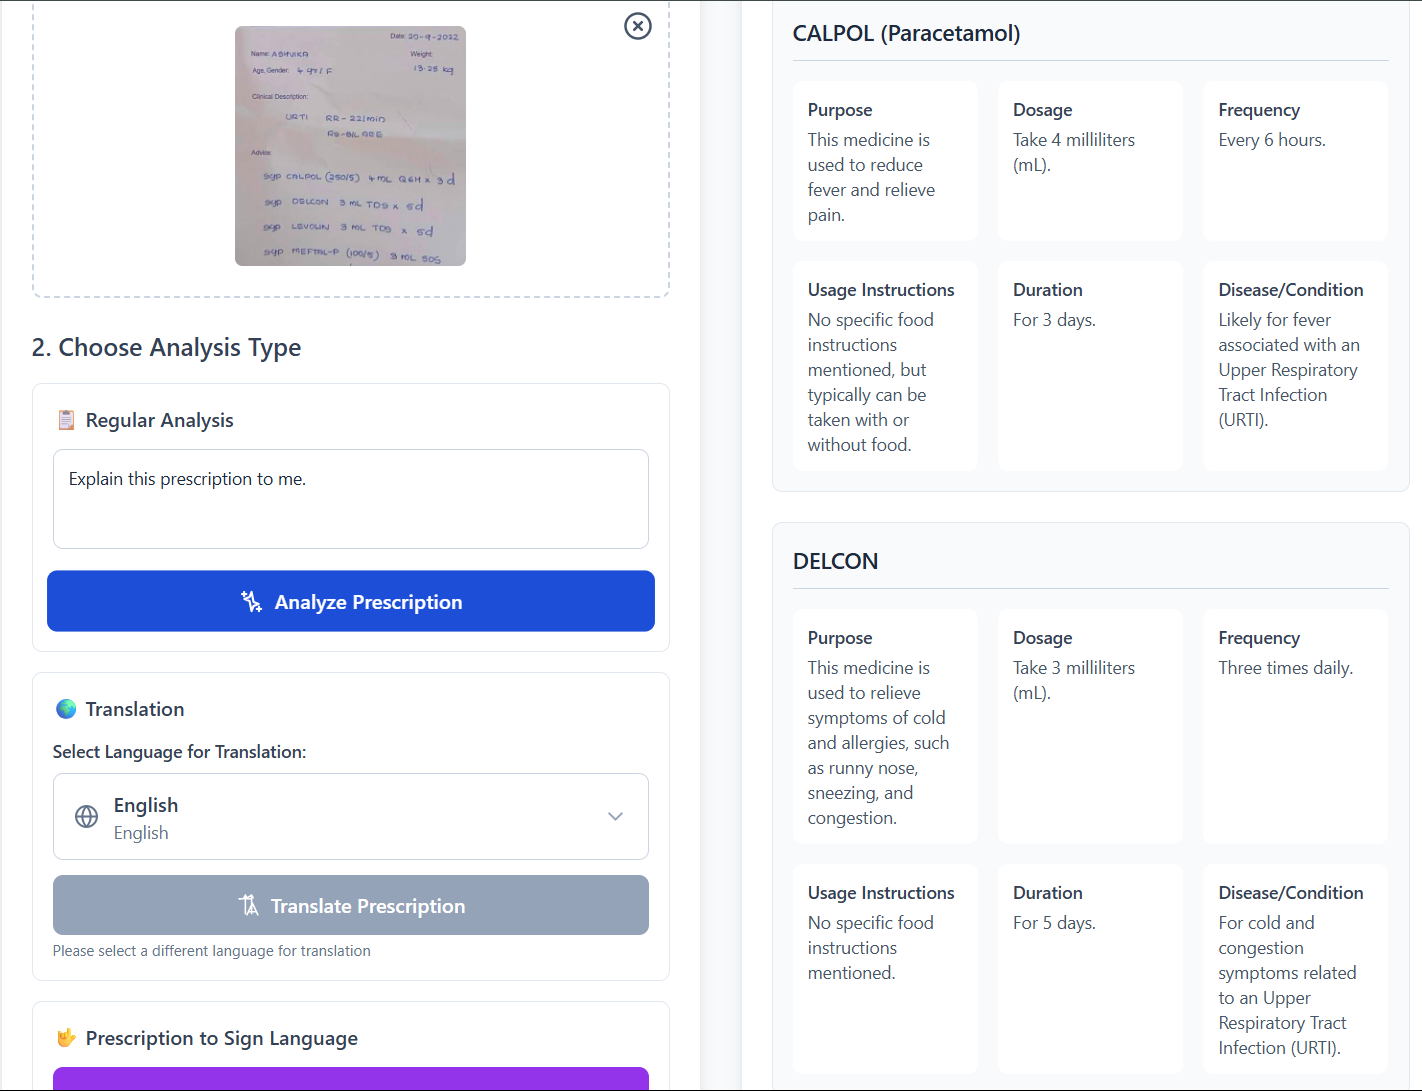 Date: 20-9-2022
Name: ASHVIKA
Weight:
Age, Gender: 4 yr / F
13.25 kg
Clinical Description:
URTI RR - 22/min
RS - B/L AEE
Advice:
syp CALPOL (250/5) 4 mL Q6H x 3d
syp DELCON 3 mL TDS x 5d
syp LEVOLIN 3 mL TDS x 5d
syp MEFTAL-P (100/5) 3 mL SOS
2. Choose Analysis Type
Regular Analysis
Explain this prescription to me.
Analyze Prescription
Translation
Select Language for Translation:
English
English
Translate Prescription
Please select a different language for translation
Prescription to Sign Language
CALPOL (Paracetamol)
Purpose
This medicine is
used to reduce
fever and relieve
pain.
Dosage
Take 4 milliliters
(mL).
Frequency
Every 6 hours.
Usage Instructions
No specific food
instructions
mentioned, but
typically can be
taken with or
without food.
Duration
For 3 days.
Disease/Condition
Likely for fever
associated with an
Upper Respiratory
Tract Infection
(URTI).
DELCON
Purpose
This medicine is
used to relieve
symptoms of cold
and allergies, such
as runny nose,
sneezing, and
congestion.
Dosage
Take 3 milliliters
(mL).
Frequency
Three times daily.
Usage Instructions
No specific food
instructions
mentioned.
Duration
For 5 days.
Disease/Condition
For cold and
congestion
symptoms related
to an Upper
Respiratory Tract
Infection (URTI).